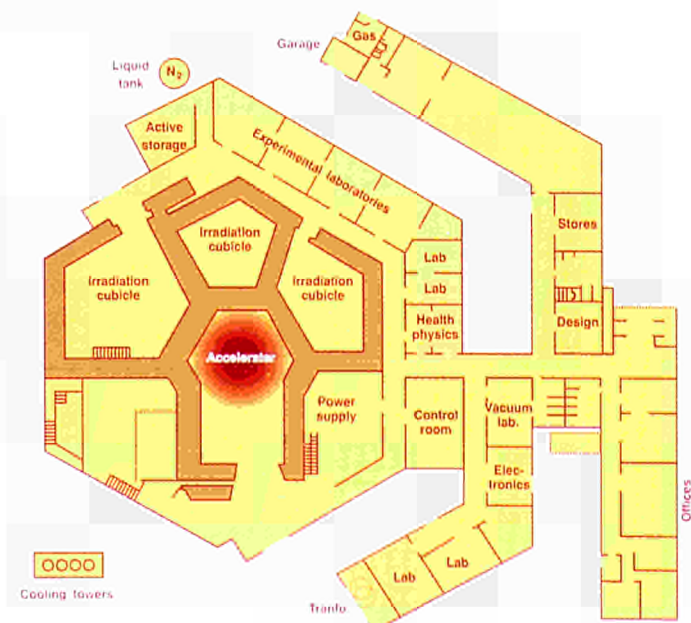 Garage
Gas
Liquid
tank
N2
Active
storage
Experimental laboratories
Irradiation
cubicle
Irradiation
cubicle
Irradiation
cubicle
Lab
Lab
Health
physics
Stores
Design
Accelerator
Power
supply
Control
room
Vacuum
lab.
Elec-
tronics
Offices
Lab
Lab
Cooling towers
Tranfo